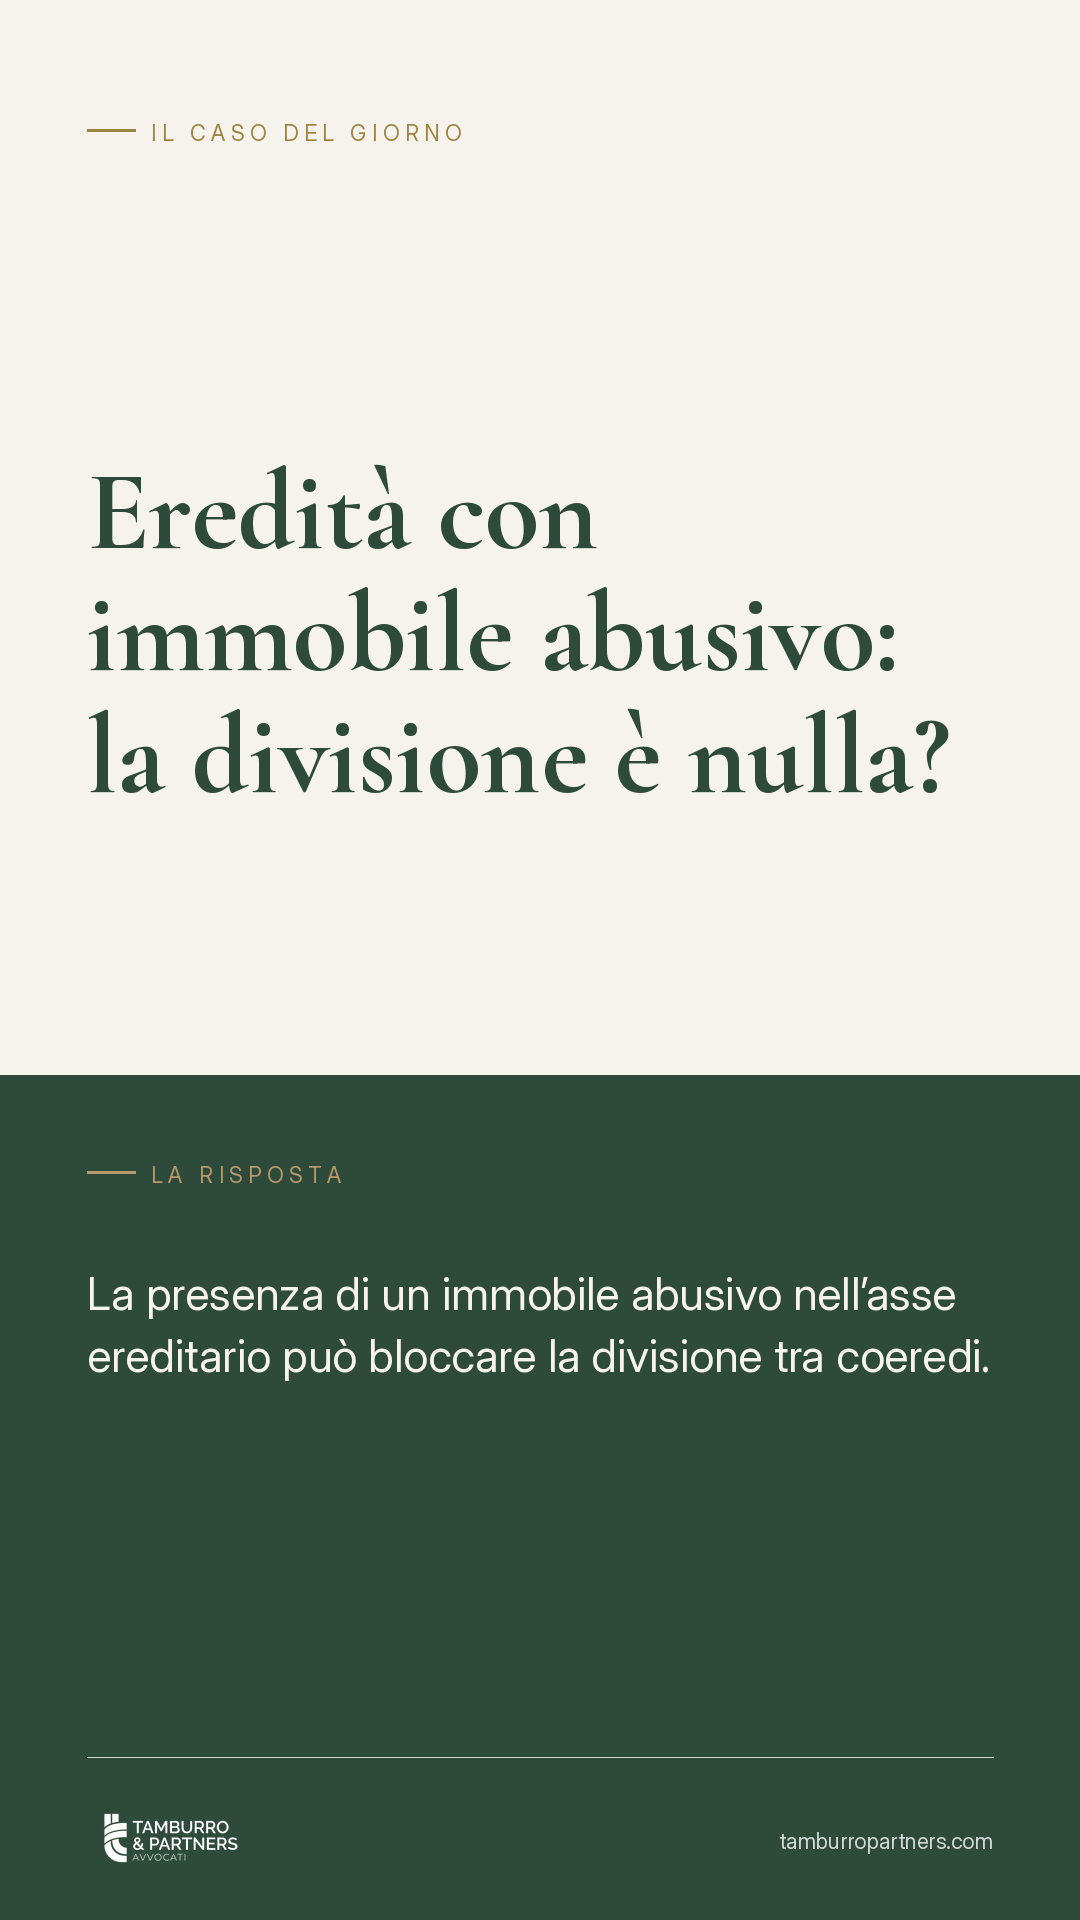 IL CASO DEL GIORNO
Eredità con
immobile abusivo:
la divisione è nulla?
LA RISPOSTA
La presenza di un immobile abusivo nell’asse
ereditario può bloccare la divisione tra coeredi.
TAMBURRO
& PARTNERS
AVVOCATI
tamburropartners.com